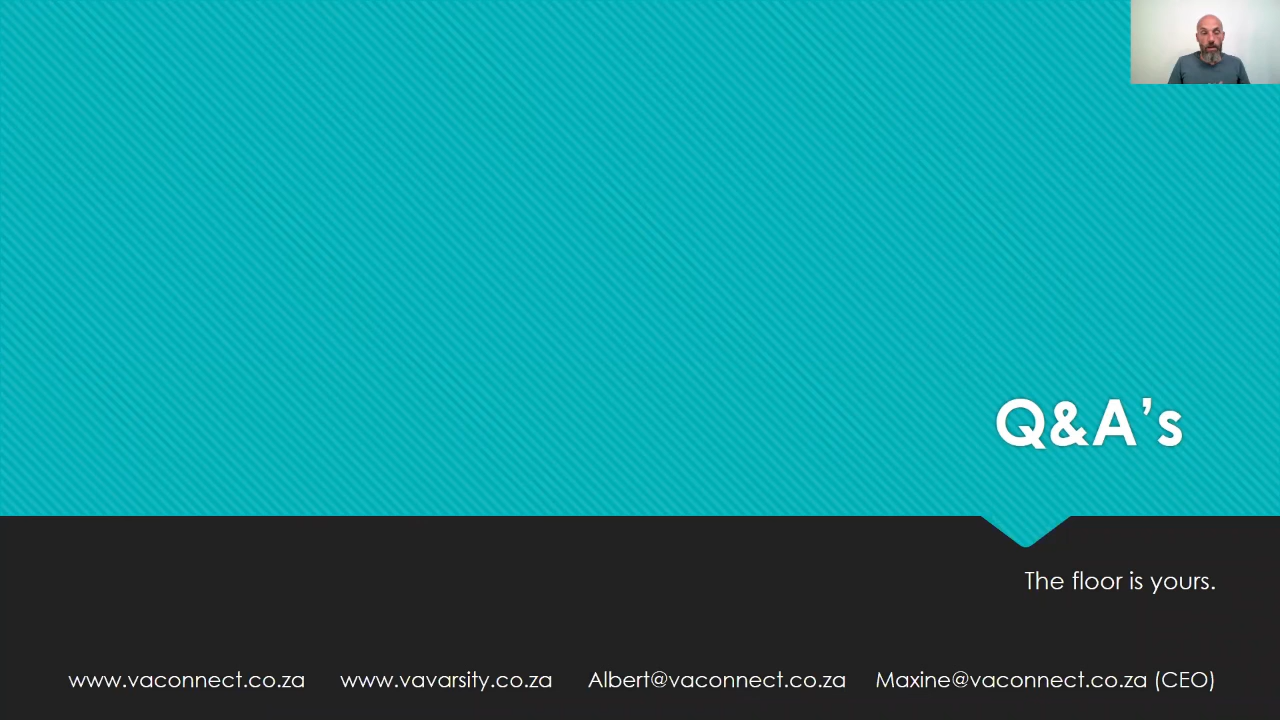 Q&A’s
The floor is yours.
www.vaconnect.co.za www.vavarsity.co.za Albert@vaconnect.co.za Maxine@vaconnect.co.za (CEO)